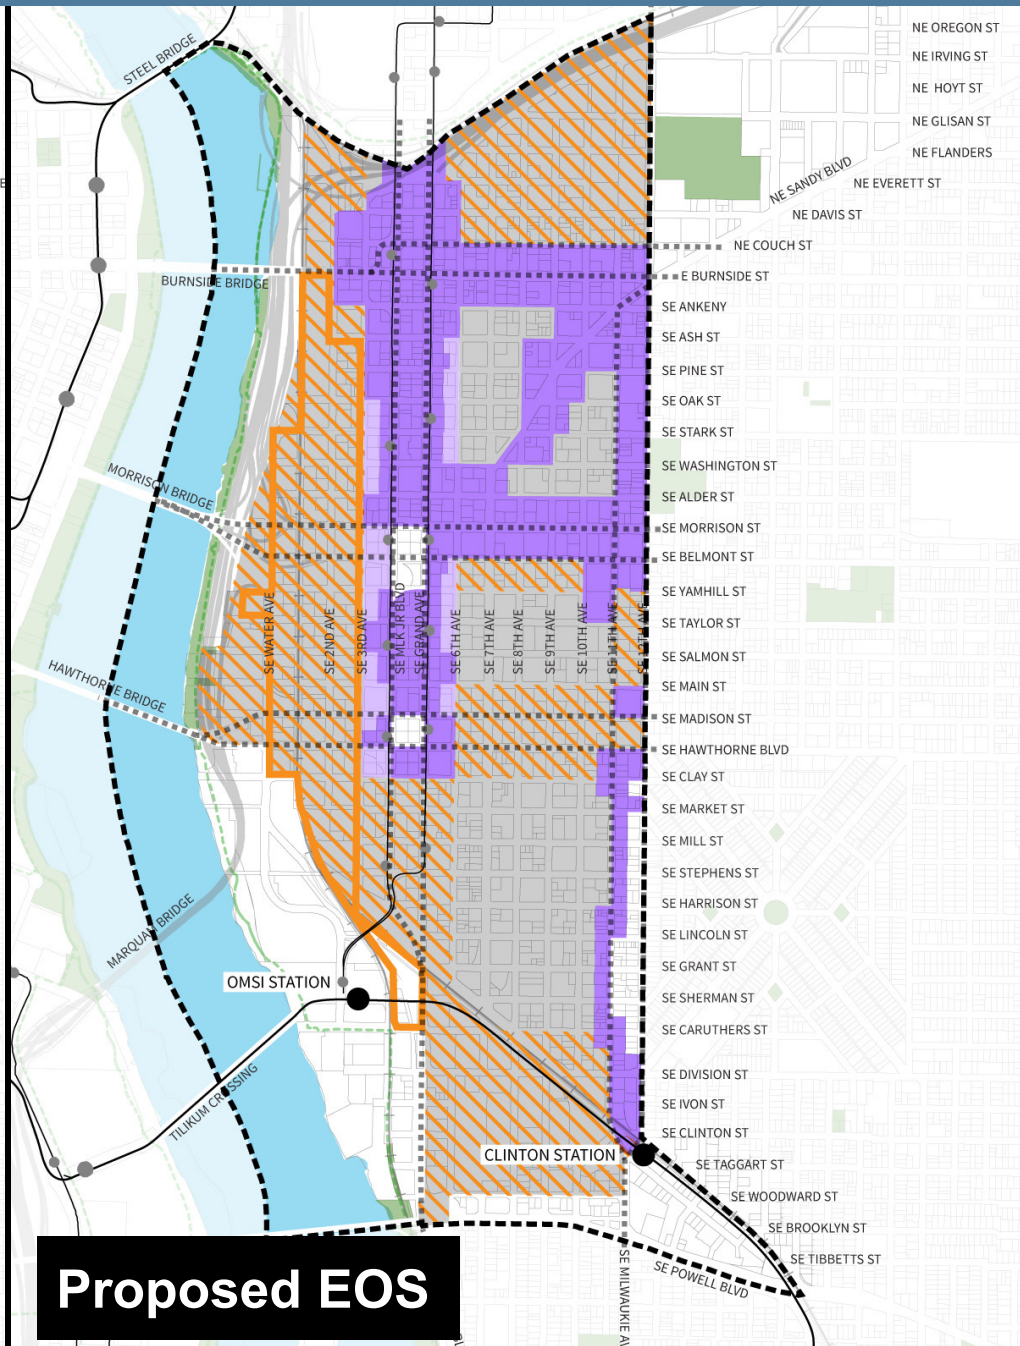 NE OREGON ST
STEEL BRIDGE
NE IRVING ST
NE HOYT ST
NE GLISAN ST
NE FLANDERS
NE SANDY BLVD
NE EVERETT ST
NE DAVIS ST
NE COUCH ST
BURNSIDE BRIDGE
E BURNSIDE ST
SE ANKENY
SE ASH ST
SE PINE ST
SE OAK ST
SE STARK ST
SE WASHINGTON ST
MORRISON BRIDGE
SE ALDER ST
SE MORRISON ST
SE BELMONT ST
SE YAMHILL ST
SE TAYLOR ST
SE WATER AVE
SE 2ND AVE
SE 3RD AVE
SE MLK JR BLVD
SE GRAND AVE
SE 6TH AVE
SE 7TH AVE
SE 8TH AVE
SE 9TH AVE
SE 10TH AVE
SE 11TH AVE
SE 12TH AVE
SE SALMON ST
HAWTHORNE BRIDGE
SE MAIN ST
SE MADISON ST
SE HAWTHORNE BLVD
SE CLAY ST
SE MARKET ST
SE MILL ST
SE STEPHENS ST
SE HARRISON ST
MARQUAM BRIDGE
SE LINCOLN ST
SE GRANT ST
OMSI STATION
SE SHERMAN ST
SE CARUTHERS ST
SE DIVISION ST
TILIKUM CROSSING
SE IVON ST
SE CLINTON ST
CLINTON STATION
SE TAGGART ST
SE WOODWARD ST
SE BROOKLYN ST
SE TIBBETTS ST
SE POWELL BLVD
SE MILWAUKIE AV
Proposed EOS